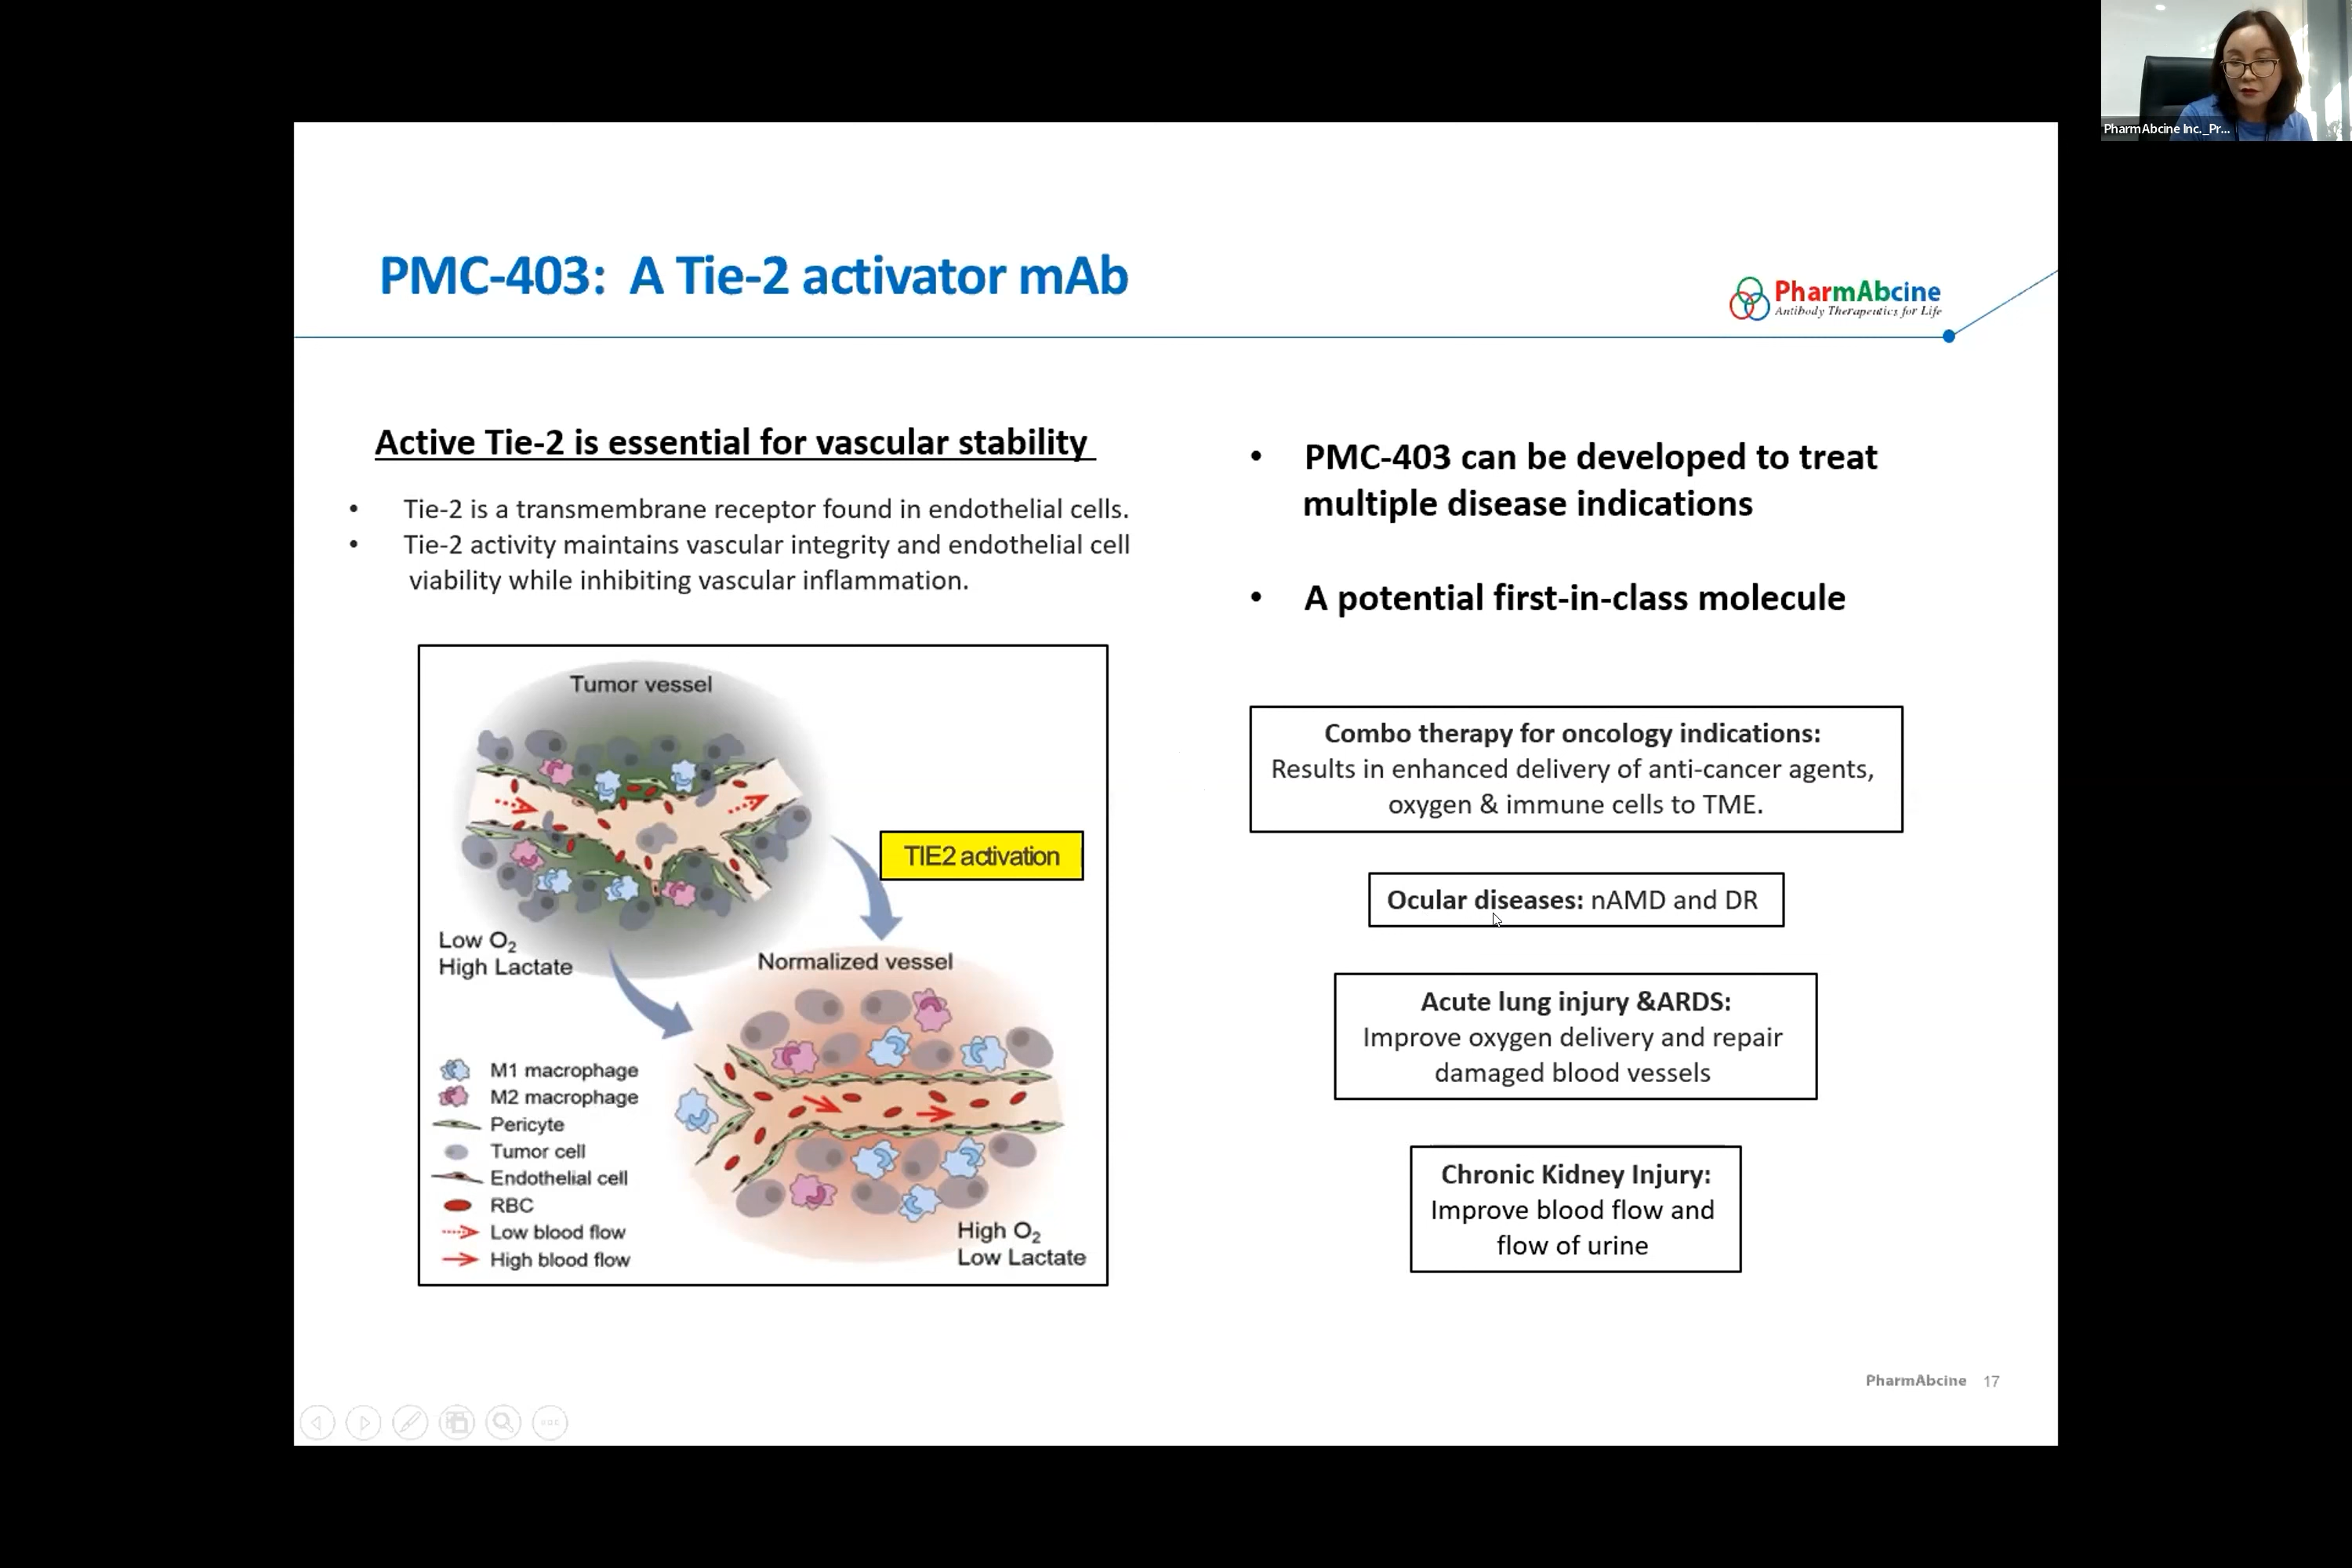 PharmAbcine Inc._Pr...
PMC-403: A Tie-2 activator mAb
PharmAbcine
Antibody Therapeutics for Life
Active Tie-2 is essential for vascular stability
• Tie-2 is a transmembrane receptor found in endothelial cells.
• Tie-2 activity maintains vascular integrity and endothelial cell
viability while inhibiting vascular inflammation.
Tumor vessel
TIE2 activation
Low O2
High Lactate
Normalized vessel
M1 macrophage
M2 macrophage
Pericyte
Tumor cell
Endothelial cell
RBC
Low blood flow
High blood flow
High O2
Low Lactate
• PMC-403 can be developed to treat
multiple disease indications
• A potential first-in-class molecule
Combo therapy for oncology indications:
Results in enhanced delivery of anti-cancer agents,
oxygen & immune cells to TME.
Ocular diseases: nAMD and DR
Acute lung injury &ARDS:
Improve oxygen delivery and repair
damaged blood vessels
Chronic Kidney Injury:
Improve blood flow and
flow of urine
PharmAbcine 17